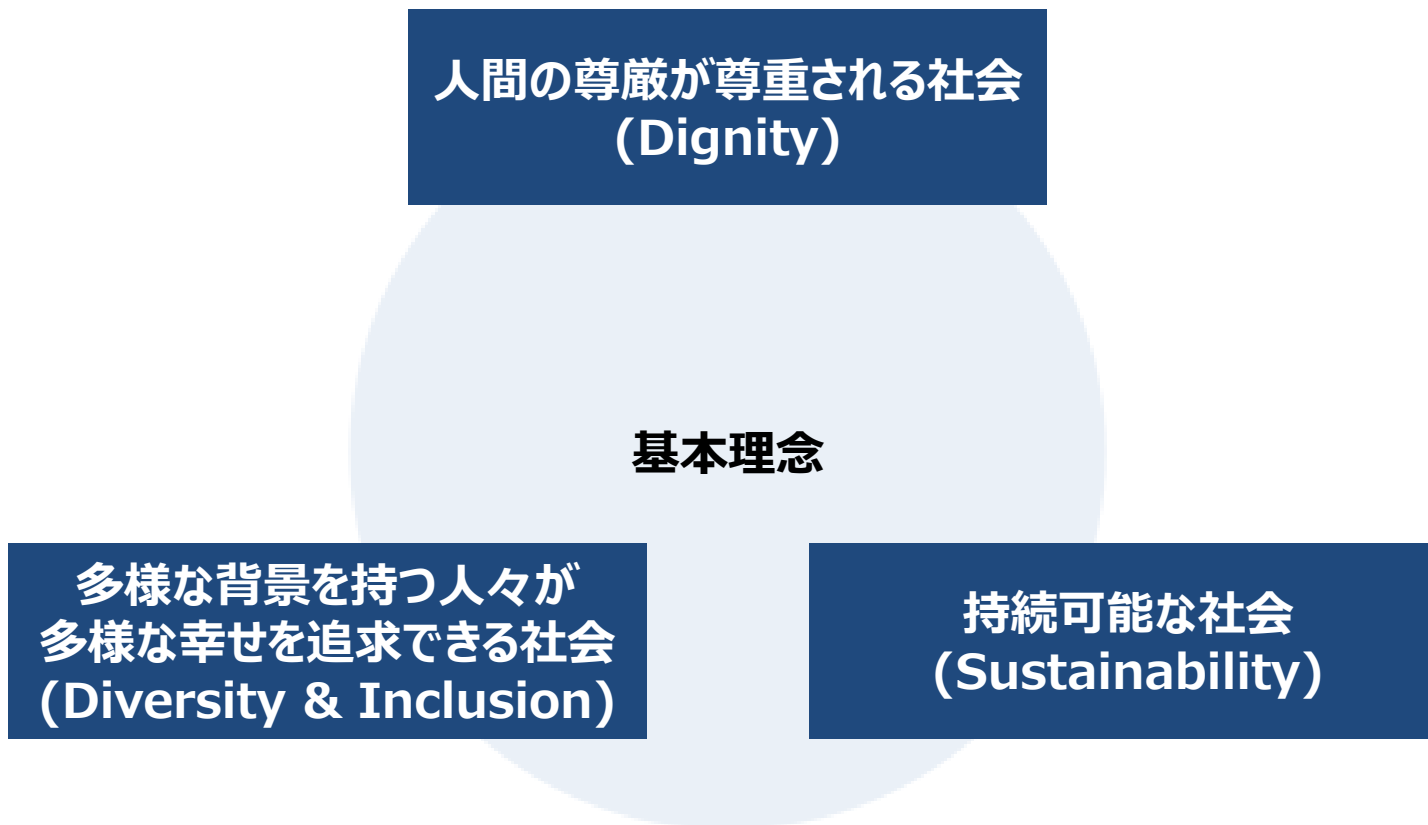 人間の尊厳が尊重される社会
(Dignity)
基本理念
多様な背景を持つ人々が
多様な幸せを追求できる社会
(Diversity & Inclusion)
持続可能な社会
(Sustainability)